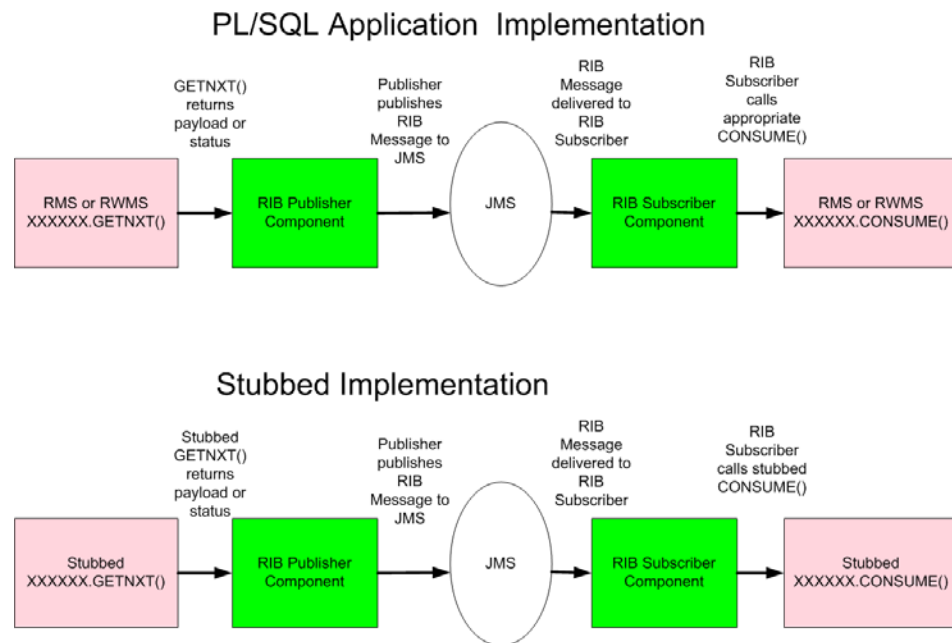 PL/SQL Application  Implementation
GETNXT()
returns
payload or
status
Publisher
publishes
RIB
Message to
JMS
RIB
Message
delivered to
RIB
Subscriber
RIB
Subscriber
calls
appropriate
CONSUME()
RMS or RWMS
XXXXXX.GETNXT()
RIB Publisher
Component
JMS
RIB Subscriber
Component
RMS or RWMS
XXXXXX.CONSUME()
Stubbed Implementation
Stubbed
GETNXT()
returns
payload or
status
Publisher
publishes
RIB
Message to
JMS
RIB
Message
delivered to
RIB
Subscriber
RIB
Subscriber
calls stubbed
CONSUME()
Stubbed
XXXXXX.GETNXT()
RIB Publisher
Component
JMS
RIB Subscriber
Component
Stubbed
XXXXXX.CONSUME()